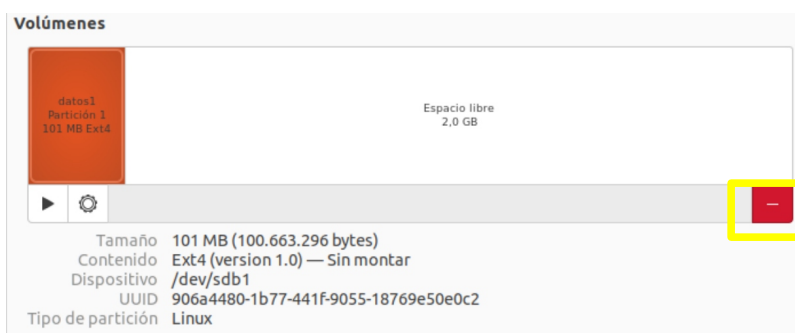 Volúmenes
datos1
Partición 1
101 MB Ext4
Espacio libre
2,0 GB
Tamaño 101 MB (100.663.296 bytes)
Contenido Ext4 (version 1.0) — Sin montar
Dispositivo /dev/sdb1
UUID 906a4480-1b77-441f-9055-18769e50e0c2
Tipo de partición Linux